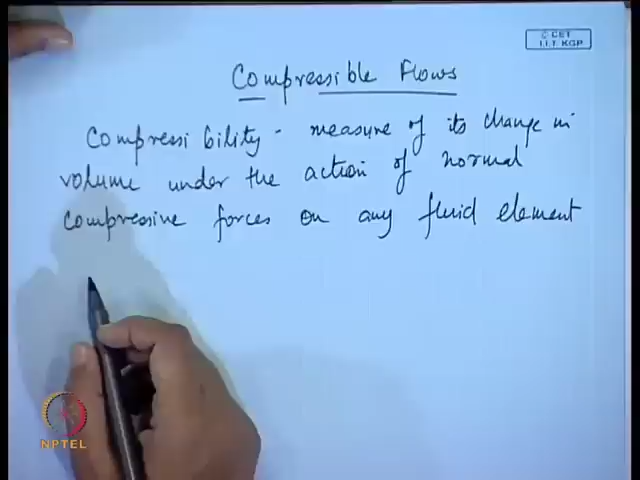 © CET
I.I.T. KGP
Compressible Flows
Compressibility - measure of its change in
volume under the action of normal
compressive forces on any fluid element
NPTEL